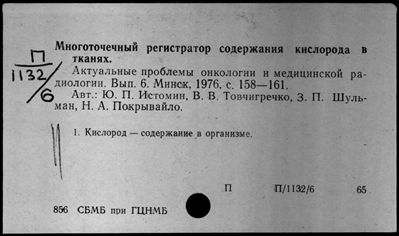 П
1132
6
Многоточечный регистратор содержания кислорода в
тканях.
Актуальные проблемы онкологии и медицинской ра-
диологии. Вып. 6. Минск, 1976, с. 158—161.
Авт.: Ю. П. Истомин, В. В. Товчигречко, З. П. Шуль-
ман, Н. А. Покрывайло.
1. Кислород — содержание в организме.
П П/1132/6 65
856 СБМБ при ГЦНМБ